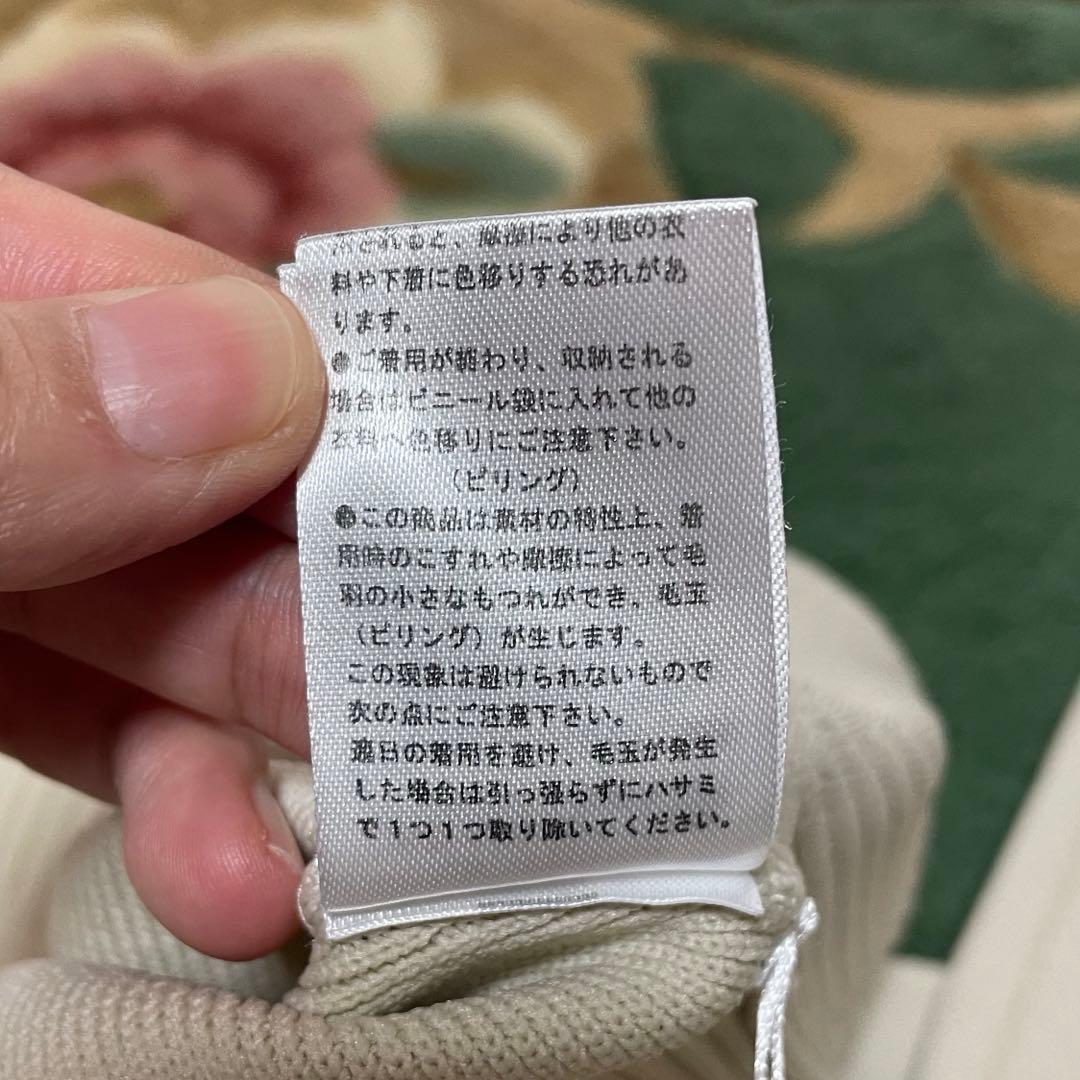 されると、摩擦により他の衣
料や下着に色移りする恐れがあ
ります。
●ご着用が終わり、収納される
場合はビニール袋に入れて他の
衣料へ色移りにご注意下さい。
（ピリング）
●この商品は素材の特性上、着
用時のこすれや摩擦によって毛
羽の小さなもつれができ、毛玉
（ピリング）が生じます。
この現象は避けられないもので
次の点にご注意下さい。
連日の着用を避け、毛玉が発生
した場合は引っ張らずにハサミ
で１つ１つ取り除いてください。